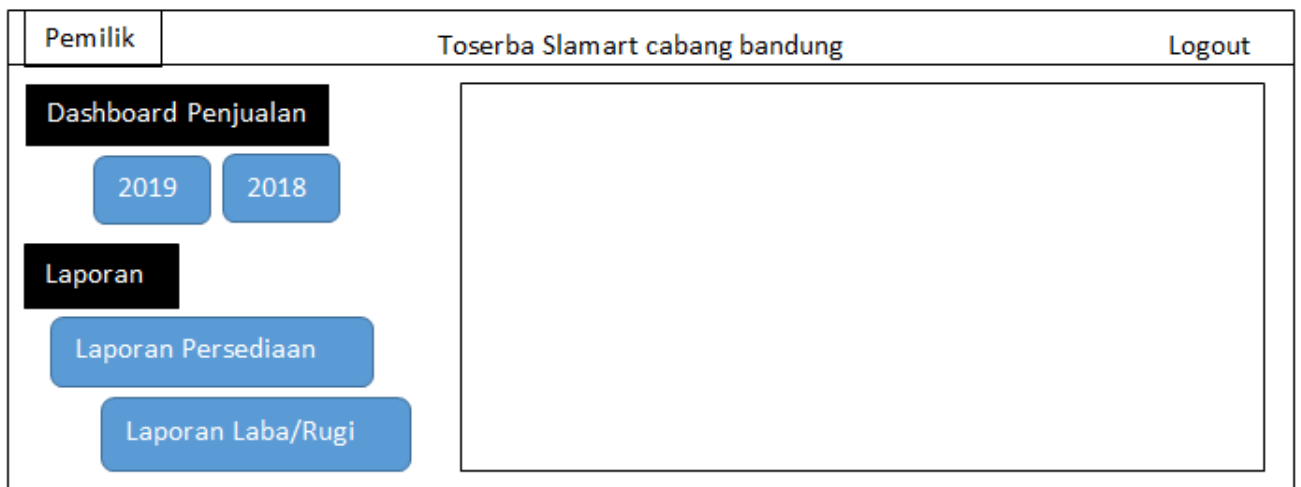 Pemilik
Toserba Slamart cabang bandung
Logout
Dashboard Penjualan
2019
2018
Laporan
Laporan Persediaan
Laporan Laba/Rugi